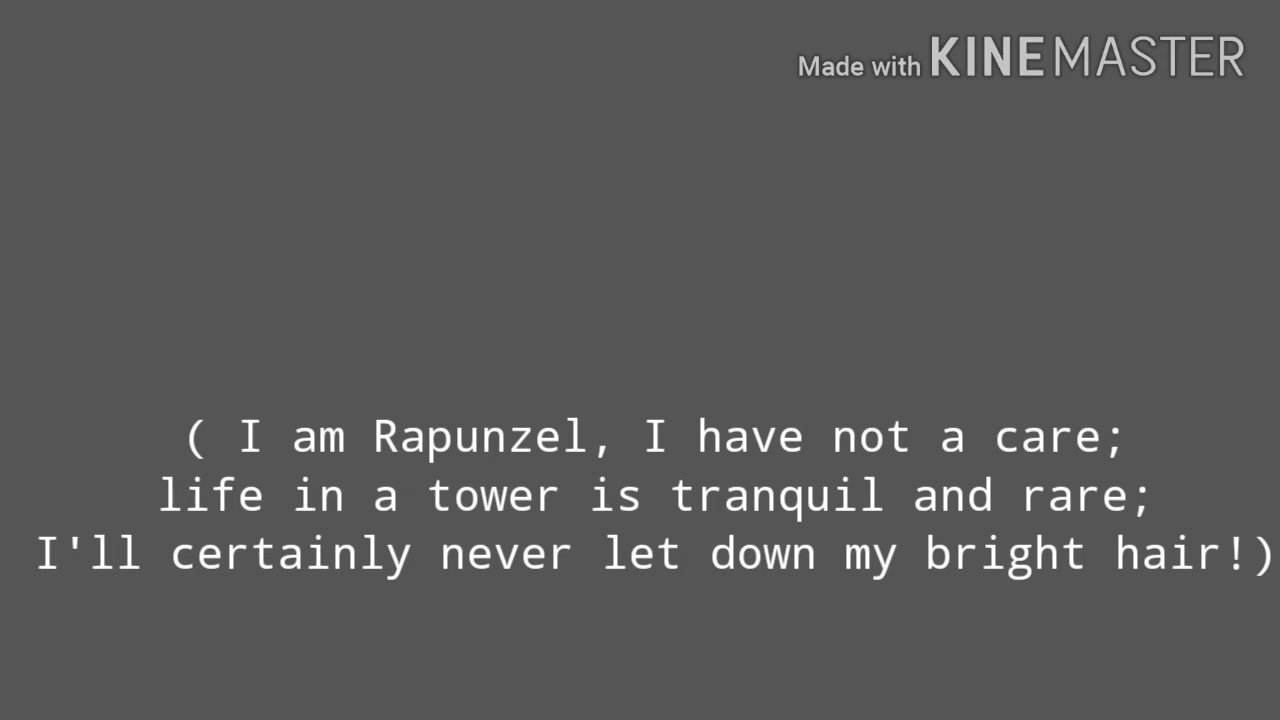 Made with KINEMASTER
( I am Rapunzel, I have not a care;
life in a tower is tranquil and rare;
I'll certainly never let down my bright hair!)